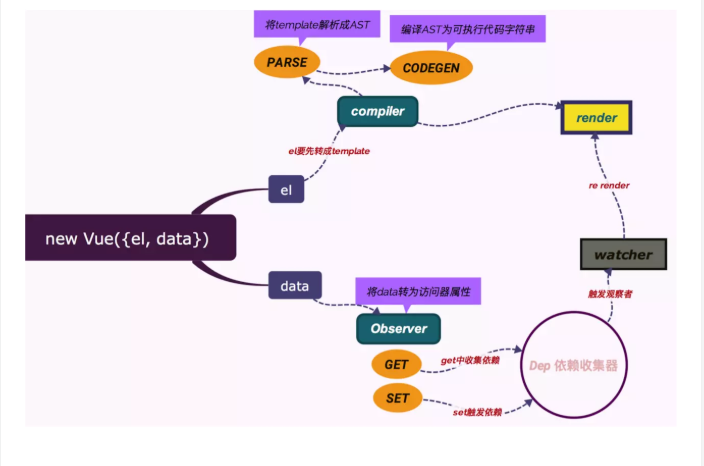 将template解析成AST
编译AST为可执行代码字符串
PARSE
CODEGEN
compiler
render
el要先转成template
el
re render
new Vue({el, data})
watcher
data
将data转为访问器属性
触发观察者
Observer
GET
get中收集依赖
Dep 依赖收集器
SET
set触发依赖